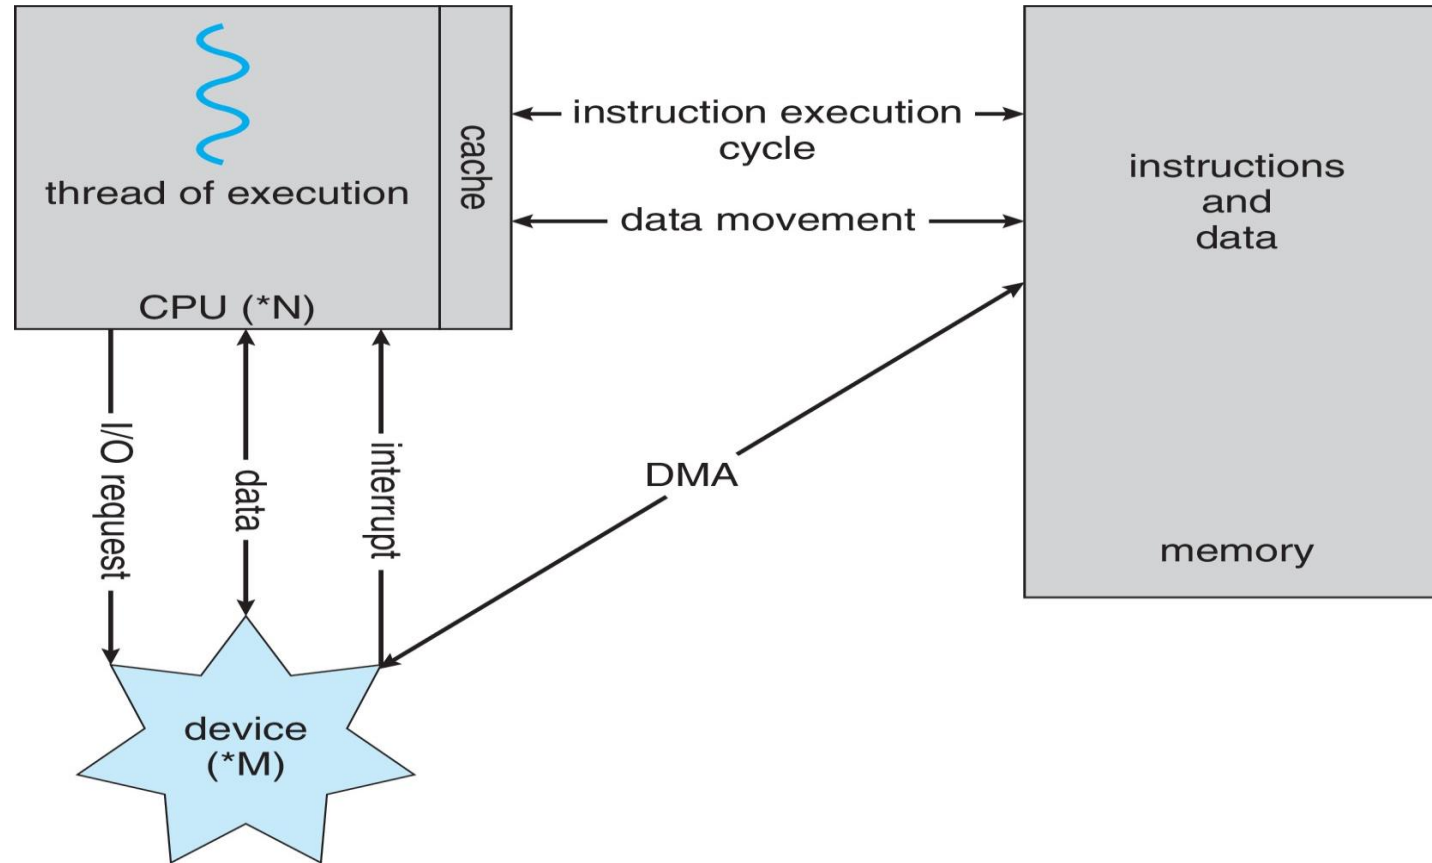 thread of execution
CPU (*N)
cache
instruction execution
cycle
data movement
instructions
and
data
memory
I/O request
data
interrupt
DMA
device
(*M)